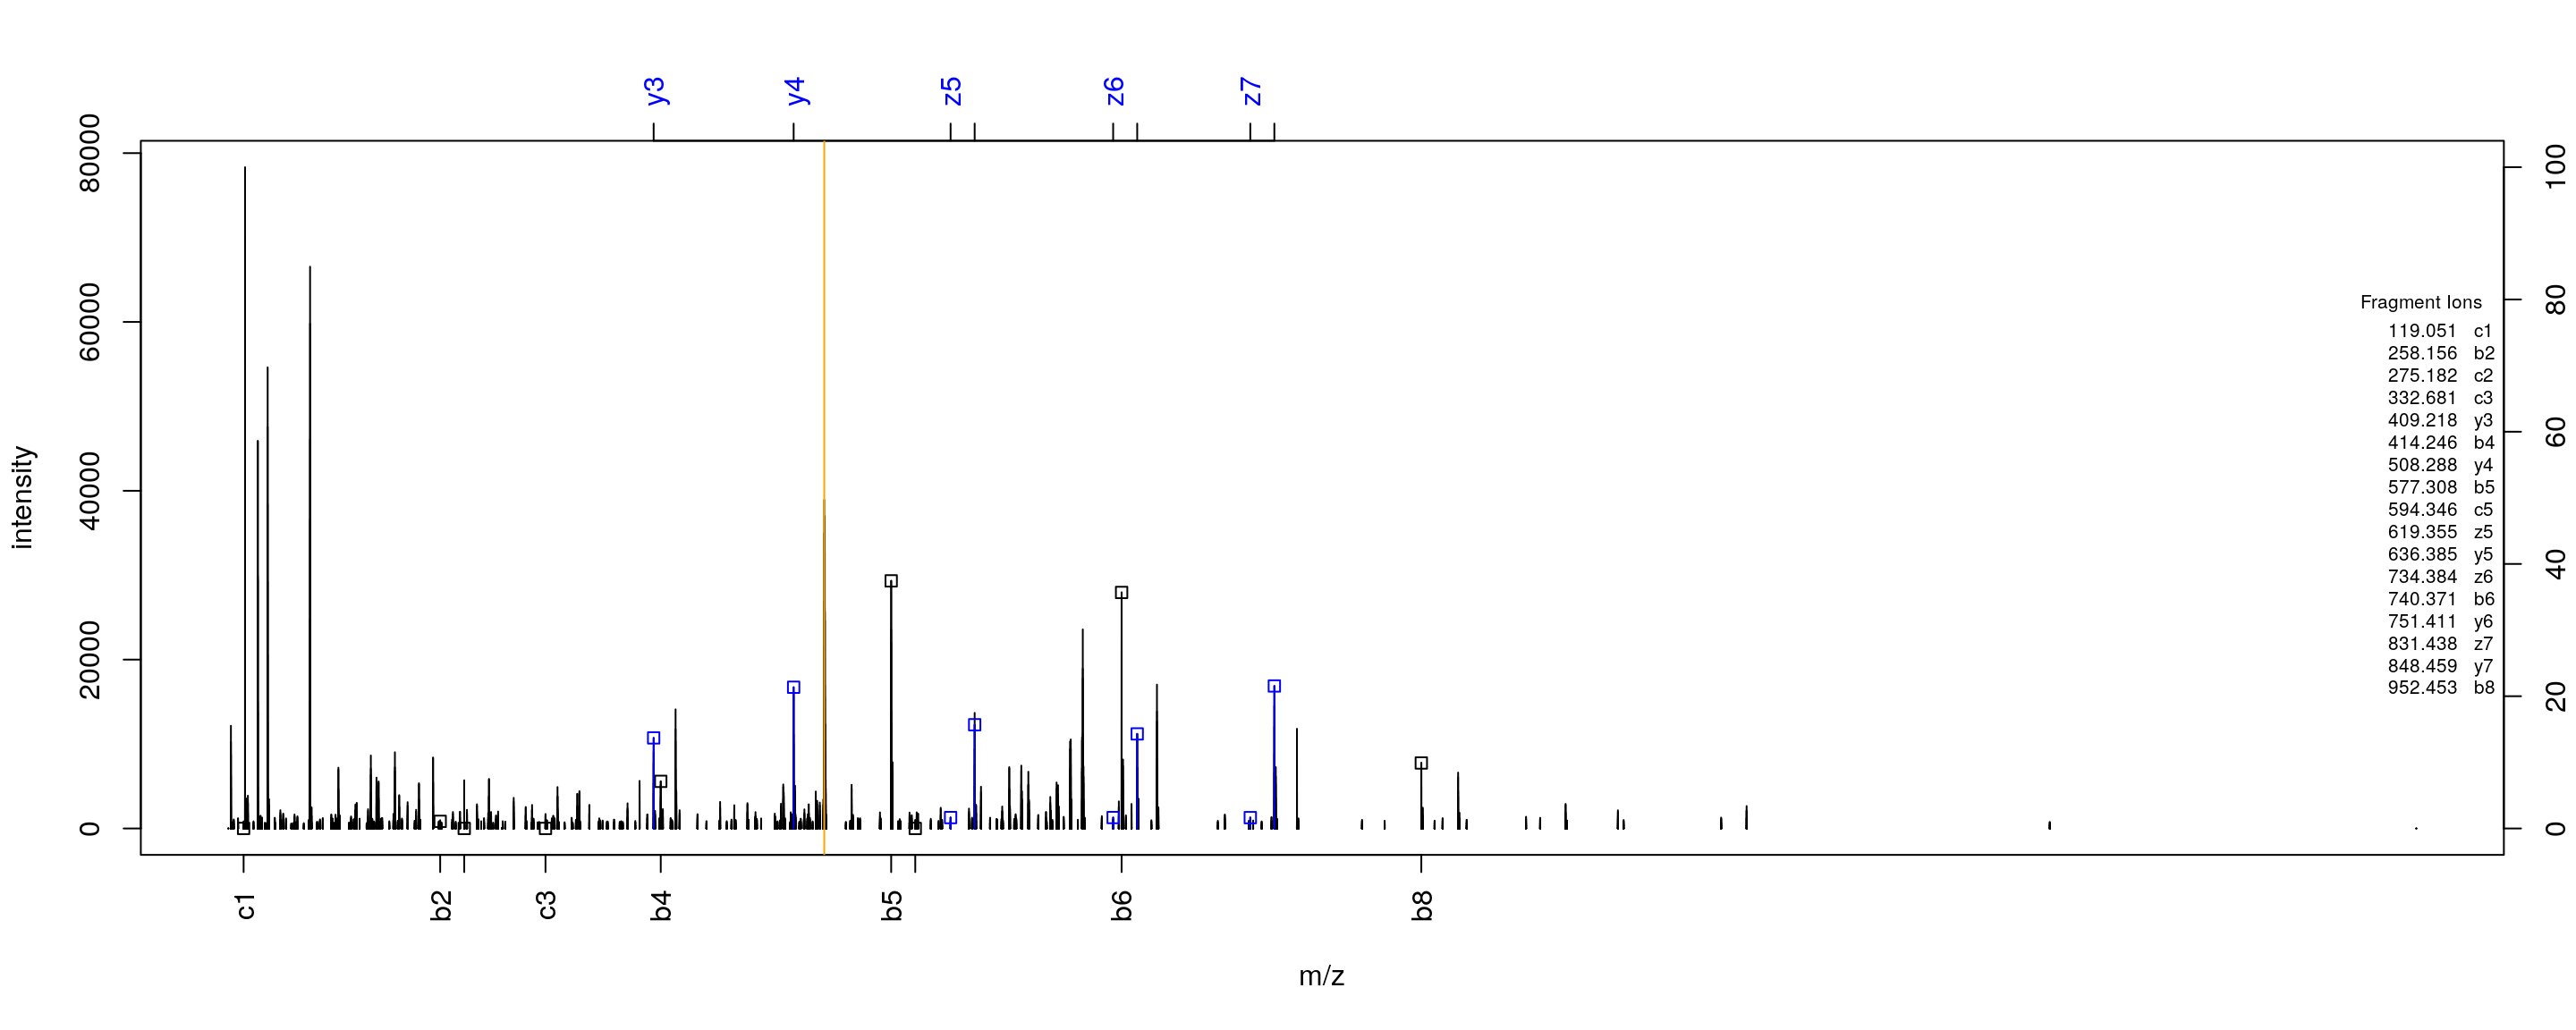 y3 y4 z5 z6 z7
80000
60000
40000
20000
0
intensity
100
80
60
40
20
0
Fragment Ions
119.051 c1
258.156 b2
275.182 c2
332.681 c3
409.218 y3
414.246 b4
508.288 y4
577.308 b5
594.346 c5
619.355 z5
636.385 y5
734.384 z6
740.371 b6
751.411 y6
831.438 z7
848.459 y7
952.453 b8
c1 b2 c3 b4 b5 b6 b8
m/z